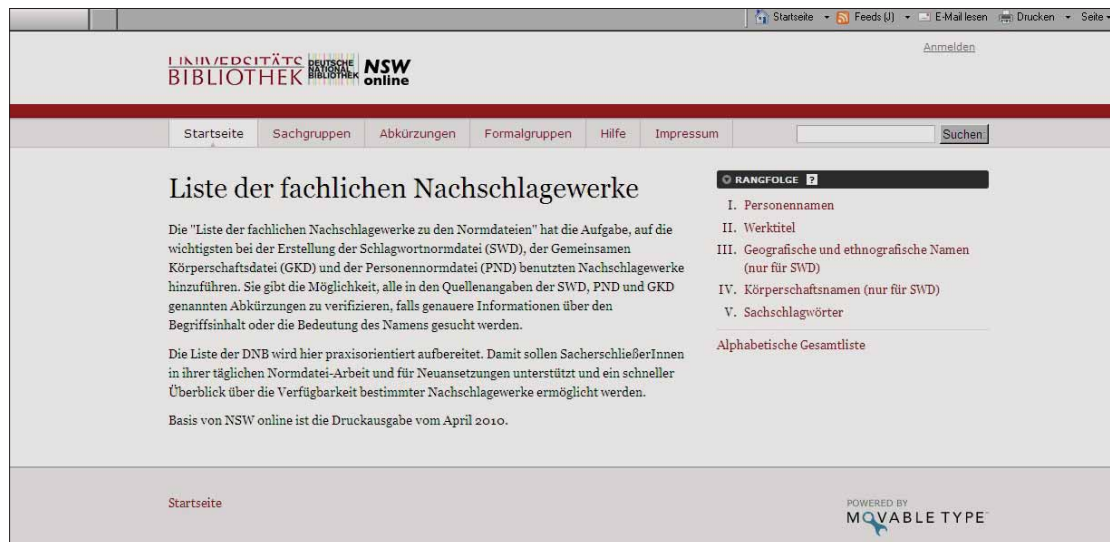 Startseite Feeds (J) E-Mail lesen Drucken Seite
Anmelden
UNIVERSITÄTS
BIBLIOTHEK
DEUTSCHE
NATIONAL
BIBLIOTHEK
NSW
online
Startseite Sachgruppen Abkürzungen Formalgruppen Hilfe Impressum Suchen
Liste der fachlichen Nachschlagewerke
Die "Liste der fachlichen Nachschlagewerke zu den Normdateien" hat die Aufgabe, auf die
wichtigsten bei der Erstellung der Schlagwortnormdatei (SWD), der Gemeinsamen
Körperschaftsdatei (GKD) und der Personennormdatei (PND) benutzten Nachschlagewerke
hinzuführen. Sie gibt die Möglichkeit, alle in den Quellenangaben der SWD, PND und GKD
genannten Abkürzungen zu verifizieren, falls genauere Informationen über den
Begriffsinhalt oder die Bedeutung des Namens gesucht werden.
Die Liste der DNB wird hier praxisorientiert aufbereitet. Damit sollen SacherschließerInnen
in ihrer täglichen Normdatei-Arbeit und für Neuansetzungen unterstützt und ein schneller
Überblick über die Verfügbarkeit bestimmter Nachschlagewerke ermöglicht werden.
Basis von NSW online ist die Druckausgabe vom April 2010.
RANGFOLGE ?
I. Personennamen
II. Werktitel
III. Geografische und ethnografische Namen
(nur für SWD)
IV. Körperschaftsnamen (nur für SWD)
V. Sachschlagwörter
Alphabetische Gesamtliste
Startseite
POWERED BY
MOVABLE TYPE